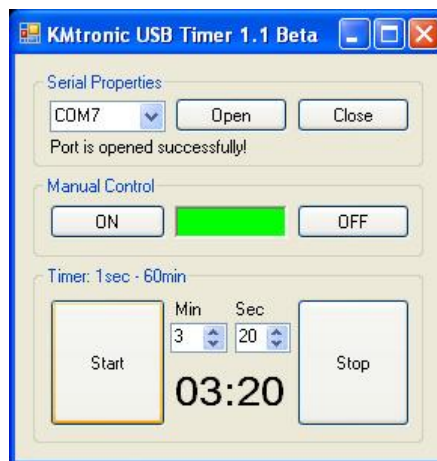 KMtronic USB Timer 1.1 Beta
Serial Properties
COM7 Open Close
Port is opened successfully!
Manual Control
ON OFF
Timer: 1sec - 60min
Min Sec
3 20
Start 03:20 Stop